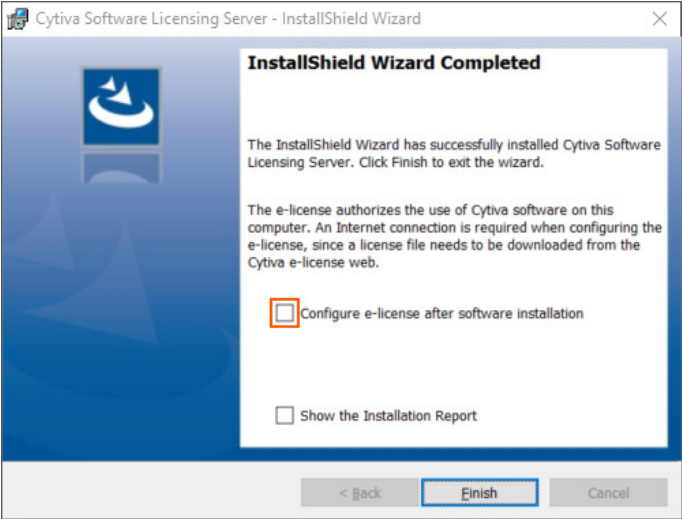 Cytiva Software Licensing Server - InstallShield Wizard
InstallShield Wizard Completed
The InstallShield Wizard has successfully installed Cytiva Software
Licensing Server. Click Finish to exit the wizard.
The e-license authorizes the use of Cytiva software on this
computer. An Internet connection is required when configuring the
e-license, since a license file needs to be downloaded from the
Cytiva e-license web.
Configure e-license after software installation
Show the Installation Report
< Back
Finish
Cancel